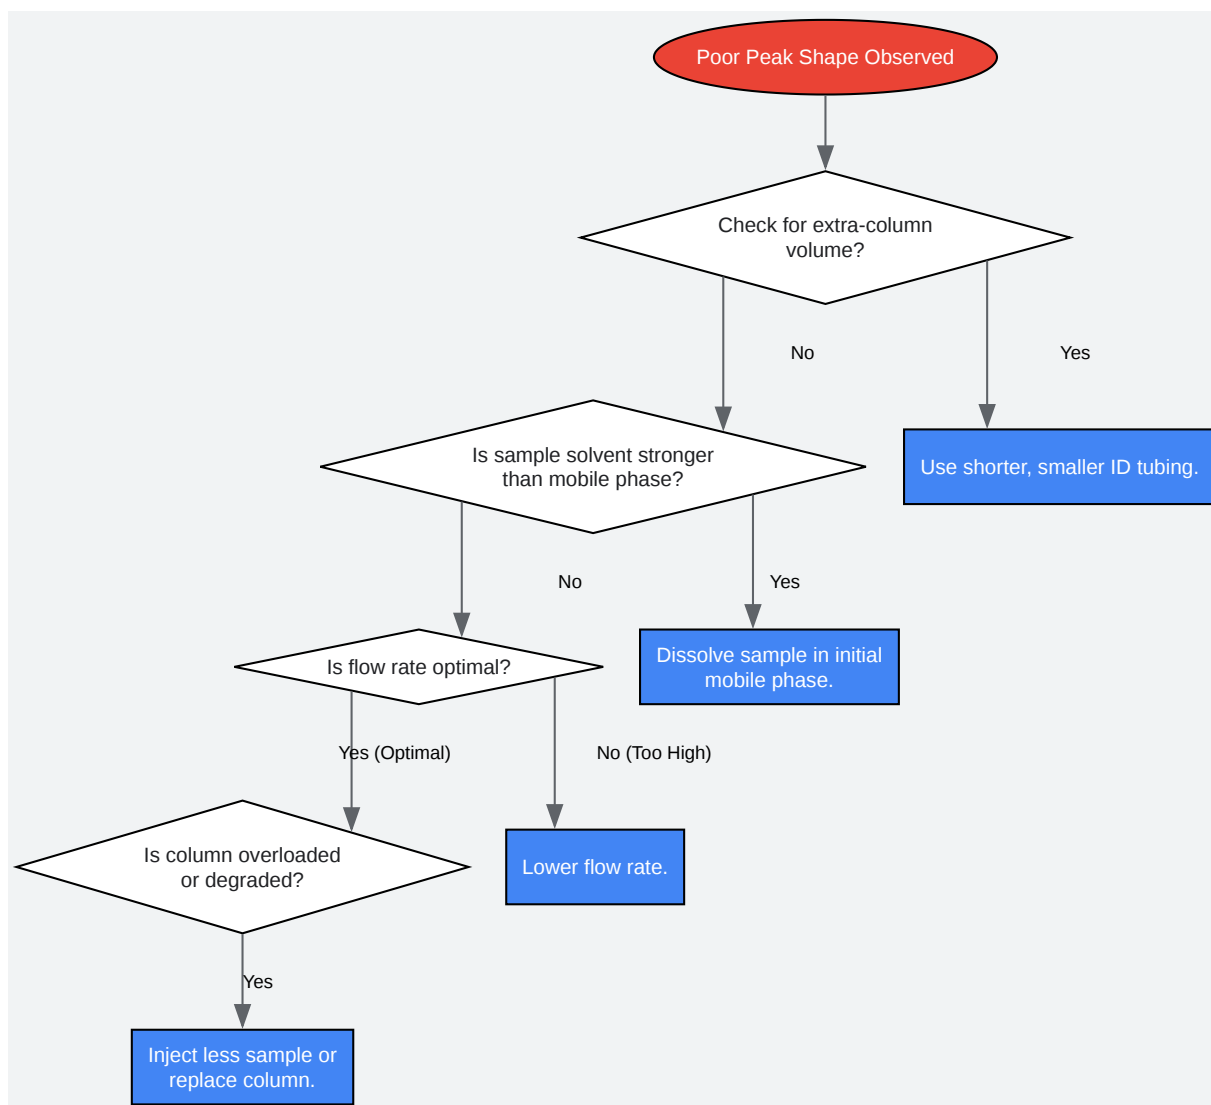 Poor Peak Shape Observed
Check for extra-column
volume?
No
Yes
Is sample solvent stronger
than mobile phase?
Use shorter, smaller ID tubing.
No
Yes
Is flow rate optimal?
Dissolve sample in initial
mobile phase.
Yes (Optimal)
No (Too High)
Is column overloaded
or degraded?
Lower flow rate.
Yes
Inject less sample or
replace column.